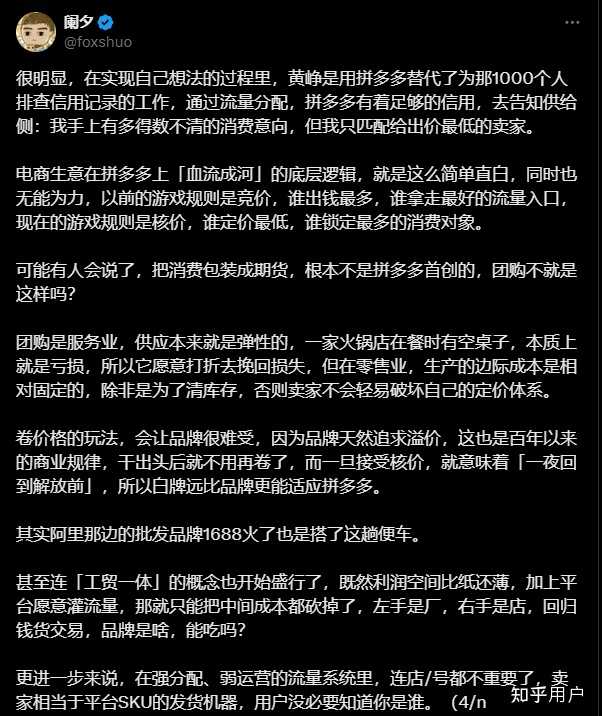 阑夕
@foxshuo
很明显，在实现自己想法的过程里，黄峥是用拼多多替代了为那1000个人
排查信用记录的工作，通过流量分配，拼多多有着足够的信用，去告知供给
侧：我手上有多得数不清的消费意向，但我只匹配给出价最低的卖家。
电商生意在拼多多上「血流成河」的底层逻辑，就是这么简单直白，同时也
无能为力，以前的游戏规则是竞价，谁出钱最多，谁拿走最好的流量入口，
现在的游戏规则是核价，谁定价最低，谁锁定最多的消费对象。
可能有人会说了，把消费包装成期货，根本不是拼多多首创的，团购不就是
这样吗？
团购是服务业，供应本来就是弹性的，一家火锅店在餐时有空桌子，本质上
就是亏损，所以它愿意打折去挽回损失，但在零售业，生产的边际成本是相
对固定的，除非是为了清库存，否则卖家不会轻易破坏自己的定价体系。
卷价格的玩法，会让品牌很难受，因为品牌天然追求溢价，这也是百年以来
的商业规律，干出头后就不用再卷了，而一旦接受核价，就意味着「一夜回
到解放前」，所以白牌远比品牌更能适应拼多多。
其实阿里那边的批发品牌1688火了也是搭了这趟便车。
甚至连「工贸一体」的概念也开始盛行了，既然利润空间比纸还薄，加上平
台愿意灌流量，那就只能把中间成本都砍掉了，左手是厂，右手是店，回归
钱货交易，品牌是啥，能吃吗？
更进一步来说，在强分配、弱运营的流量系统里，连店/号都不重要了，卖
家相当于平台SKU的发货机器，用户没必要知道你是谁。（4/n
知乎用户